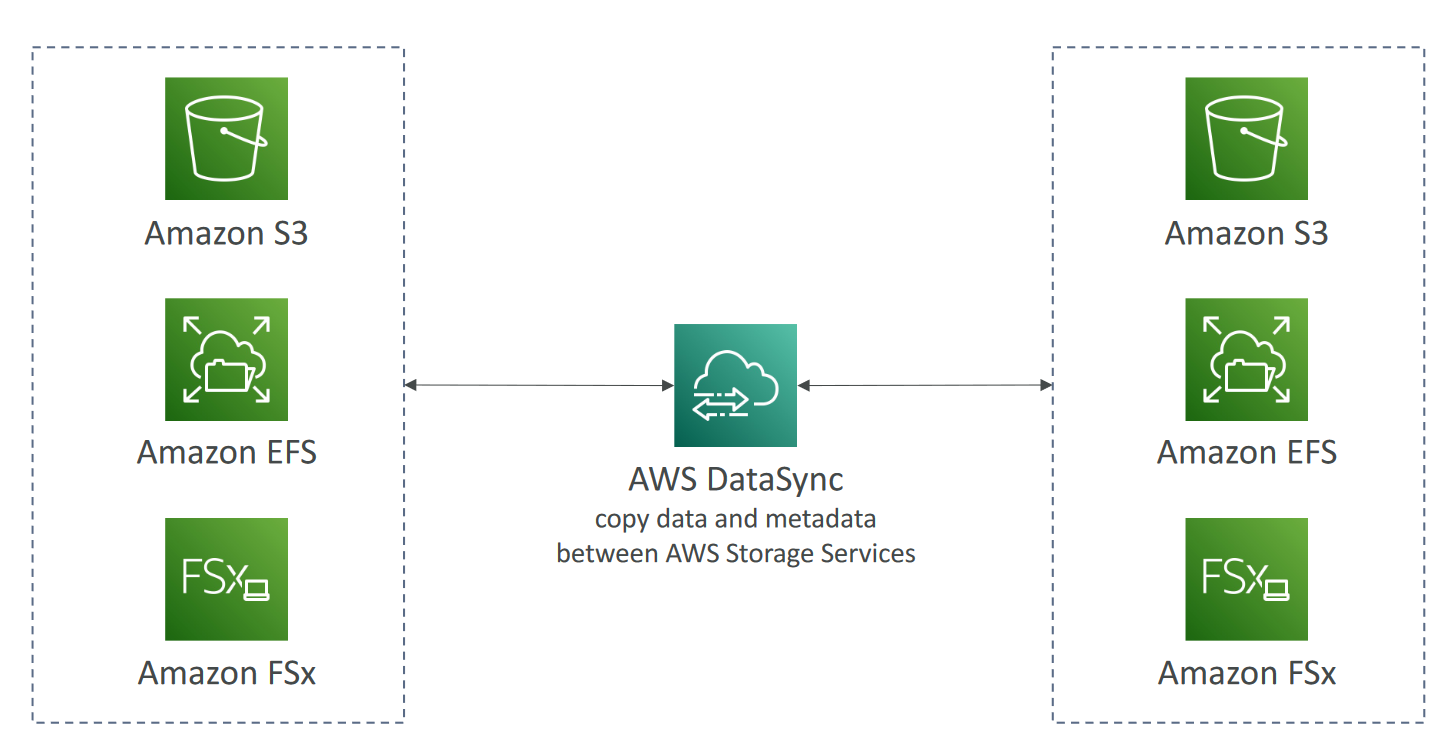 Amazon S3
Amazon EFS
FSx
Amazon FSx
AWS DataSync
copy data and metadata
between AWS Storage Services
Amazon S3
Amazon EFS
FSx
Amazon FSx